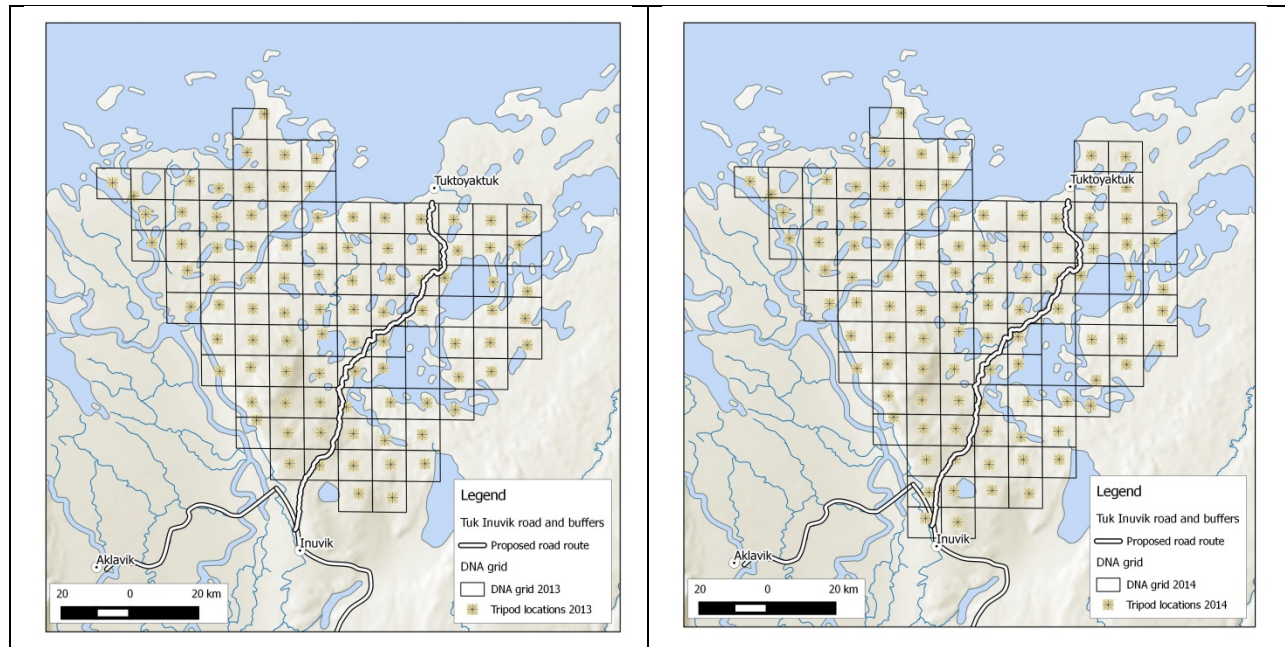 Tuktoyaktuk
Inuvik
Aklavik
20 0 20 km
Legend
Tuk Inuvik road and buffers
Proposed road route
DNA grid
DNA grid 2013
Tripod locations 2013
Tuktoyaktuk
Inuvik
Aklavik
20 0 20 km
Legend
Tuk Inuvik road and buffers
Proposed road route
DNA grid
DNA grid 2014
Tripod locations 2014